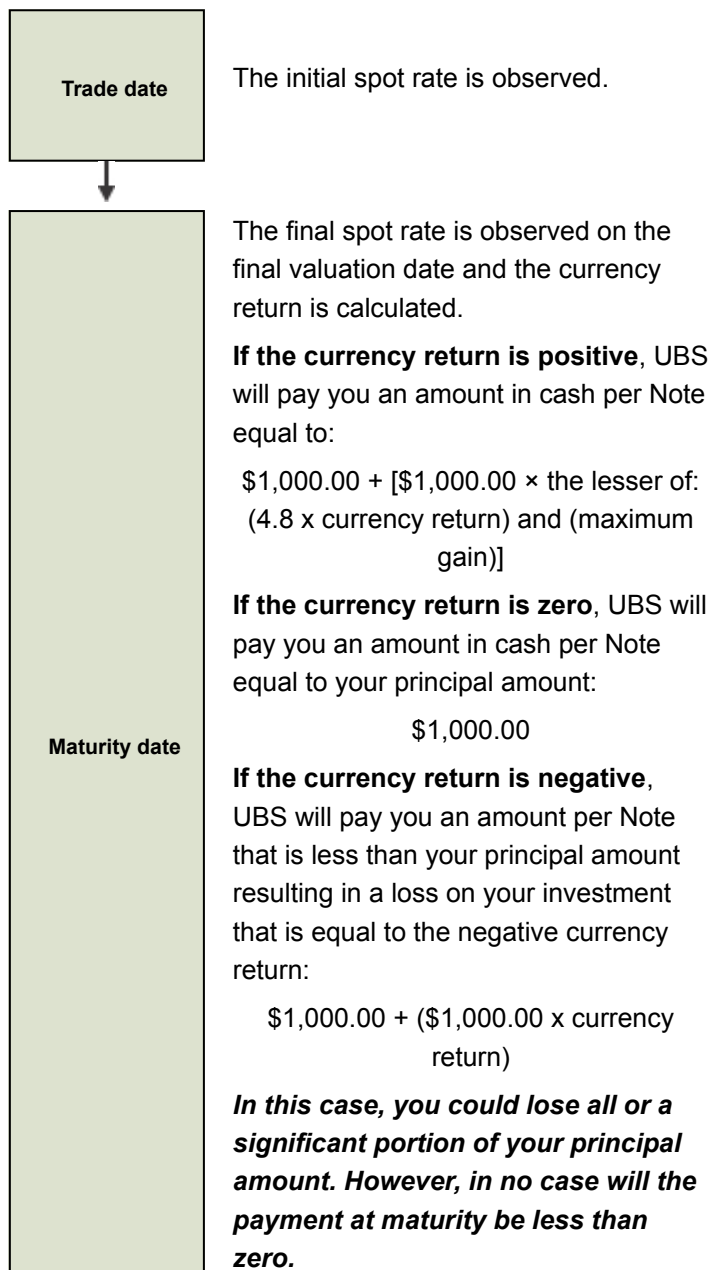 Trade date
The initial spot rate is observed.
Maturity date
The final spot rate is observed on the
final valuation date and the currency
return is calculated.
If the currency return is positive, UBS
will pay you an amount in cash per Note
equal to:
$1,000.00 + [$1,000.00 × the lesser of:
(4.8 x currency return) and (maximum
gain)]
If the currency return is zero, UBS will
pay you an amount in cash per Note
equal to your principal amount:
$1,000.00
If the currency return is negative,
UBS will pay you an amount per Note
that is less than your principal amount
resulting in a loss on your investment
that is equal to the negative currency
return:
$1,000.00 + ($1,000.00 x currency
return)
In this case, you could lose all or a
significant portion of your principal
amount. However, in no case will the
payment at maturity be less than
zero.